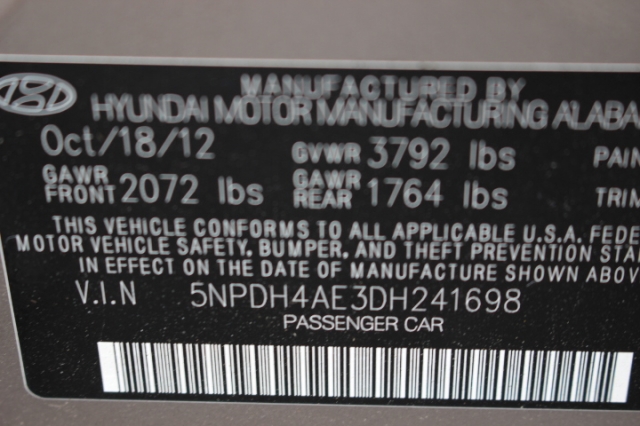 MANUFACTURED BY
HYUNDAI MOTOR MANUFACTURING ALABA
Oct/18/12 GVWR 3792 lbs PAIN
GAWR FRONT 2072 lbs GAWR REAR 1764 lbs TRIM
THIS VEHICLE CONFORMS TO ALL APPLICABLE U.S.A. FEDE
MOTOR VEHICLE SAFETY, BUMPER, AND THEFT PREVENTION STA
IN EFFECT ON THE DATE OF MANUFACTURE SHOWN ABOV
V.I.N 5NPDH4AE3DH241698
PASSENGER CAR